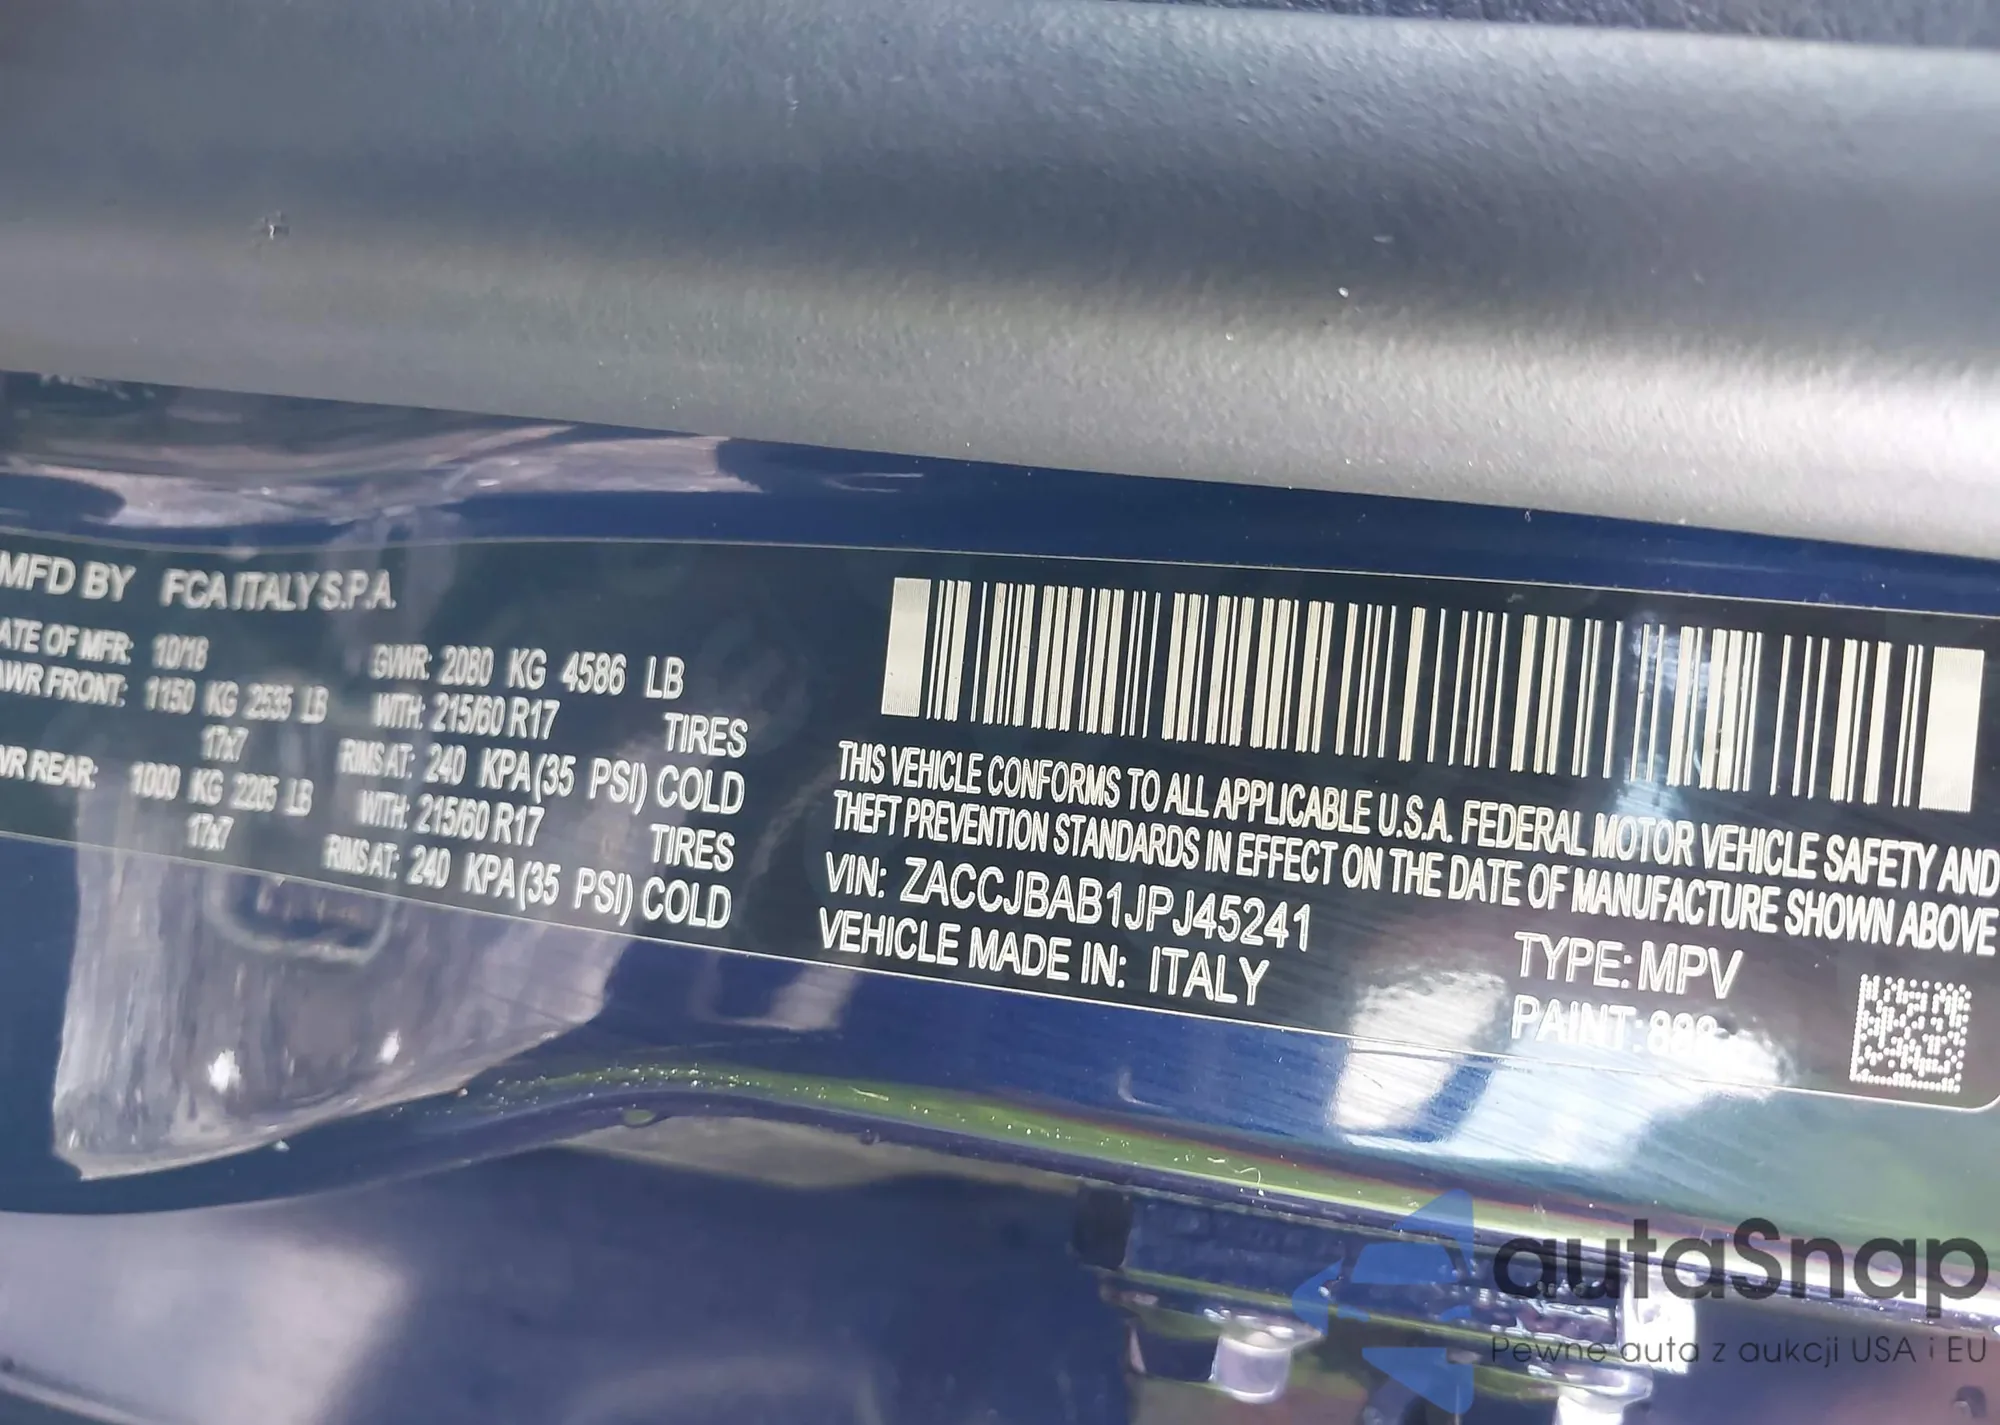 MFD BY FCA ITALY S.P.A.
ATE OF MFR: 10/18 GVWR: 2080 KG 4586 LB
AWR FRONT: 1150 KG 2535 LB WITH: 215/60 R17 TIRES
17x7 RIMS AT: 240 KPA (35 PSI) COLD
WR REAR: 1000 KG 2205 LB WITH: 215/60 R17 TIRES
17x7 RIMS AT: 240 KPA (35 PSI) COLD
THIS VEHICLE CONFORMS TO ALL APPLICABLE U.S.A. FEDERAL MOTOR VEHICLE SAFETY AND
THEFT PREVENTION STANDARDS IN EFFECT ON THE DATE OF MANUFACTURE SHOWN ABOVE
VIN: ZACCJBAB1JPJ45241 TYPE: MPV
VEHICLE MADE IN: ITALY PAINT: 888
autaSnap
Pewne auta z aukcji USA i EU